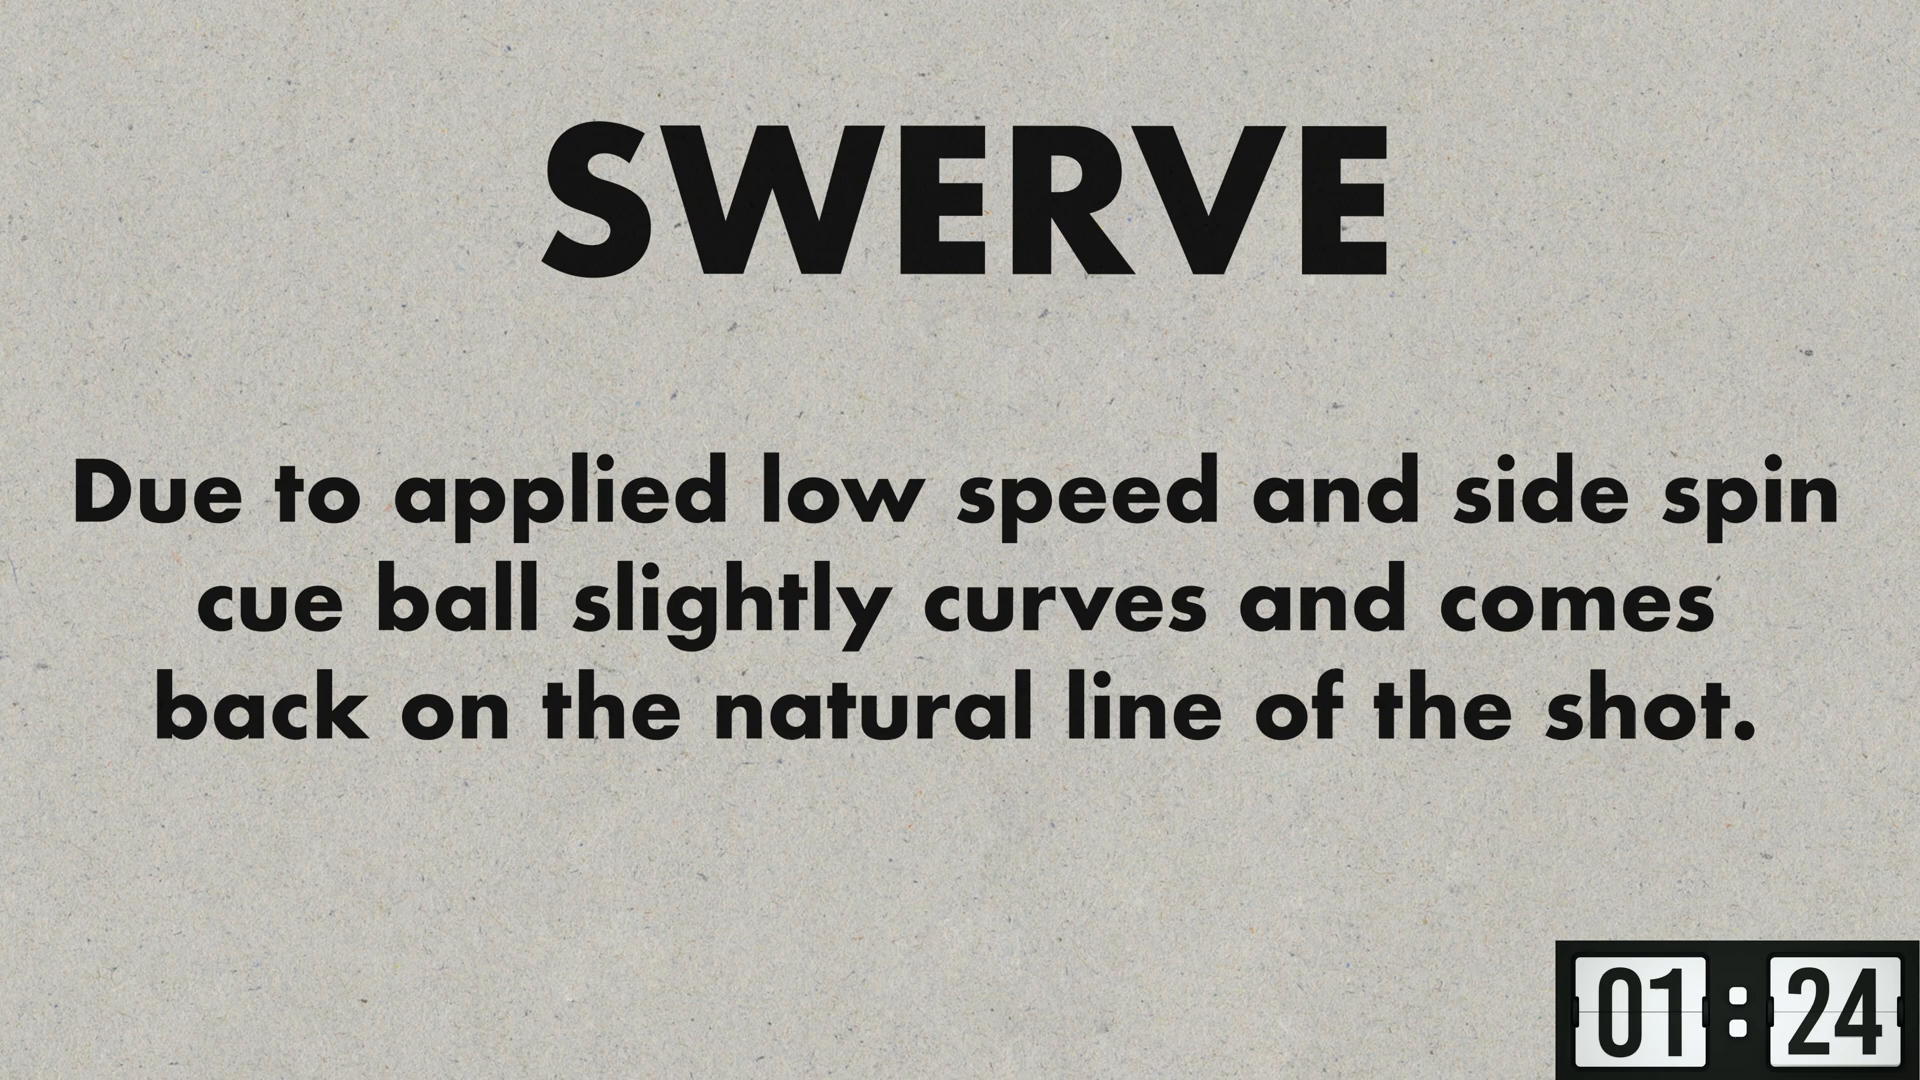 SWERVE
Due to applied low speed and side spin
cue ball slightly curves and comes
back on the natural line of the shot.
01:24